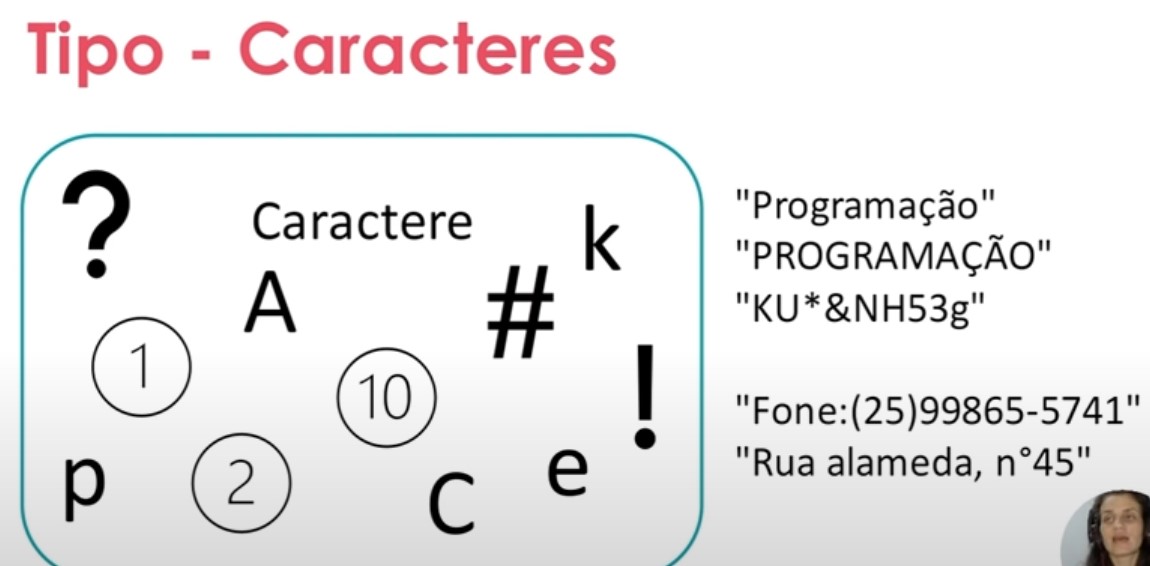 Tipo - Caracteres
?
Caractere
k
A
#
1
10
!
p
2
C
e
"Programação"
"PROGRAMAÇÃO"
"KU*&NH53g"
"Fone:(25)99865-5741"
"Rua alameda, n°45"